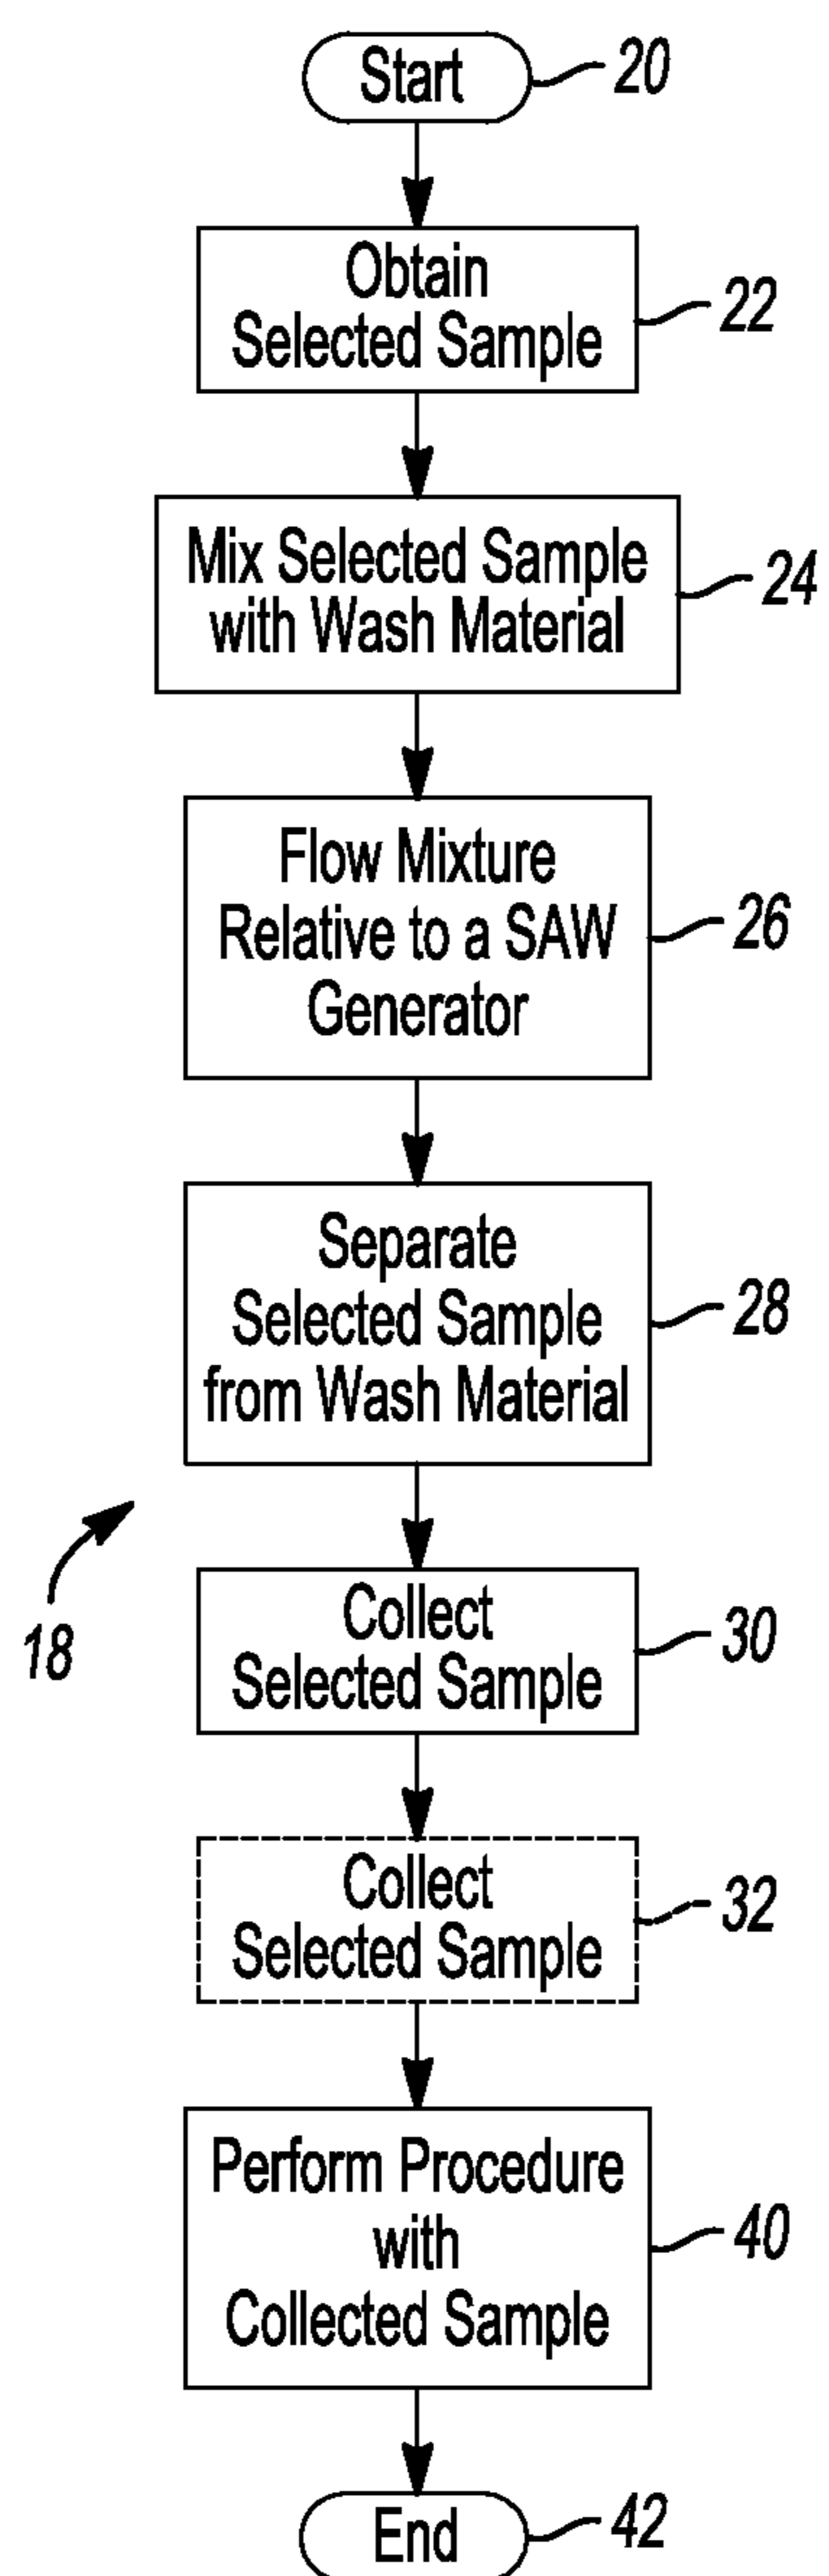 Start
20
Obtain
Selected Sample
22
Mix Selected Sample
with Wash Material
24
Flow Mixture
Relative to a SAW
Generator
26
Separate
Selected Sample
from Wash Material
28
18
Collect
Selected Sample
30
Collect
Selected Sample
32
Perform Procedure
with
Collected Sample
40
End
42